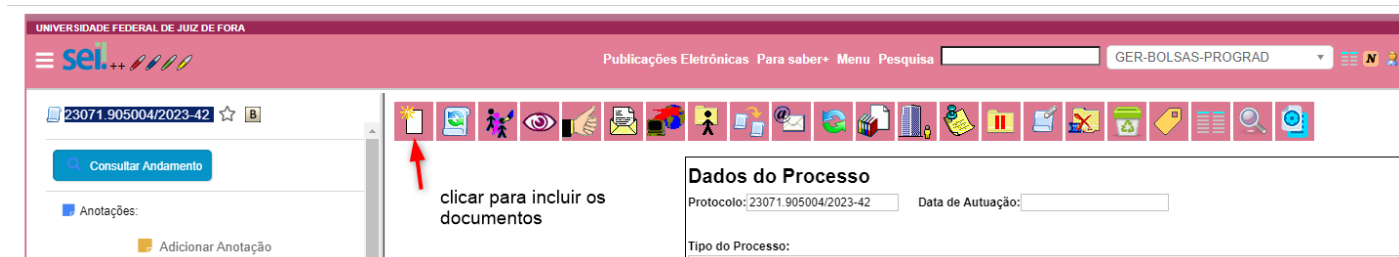 UNIVERSIDADE FEDERAL DE JUIZ DE FORA
sei. ++ Publicações Eletrônicas Para saber+ Menu Pesquisa GER-BOLSAS-PROGRAD N
23071.905004/2023-42 B
Consultar Andamento
Dados do Processo
clicar para incluir os
documentos
Protocolo: 23071.905004/2023-42 Data de Autuação:
Anotações:
Adicionar Anotação
Tipo do Processo: